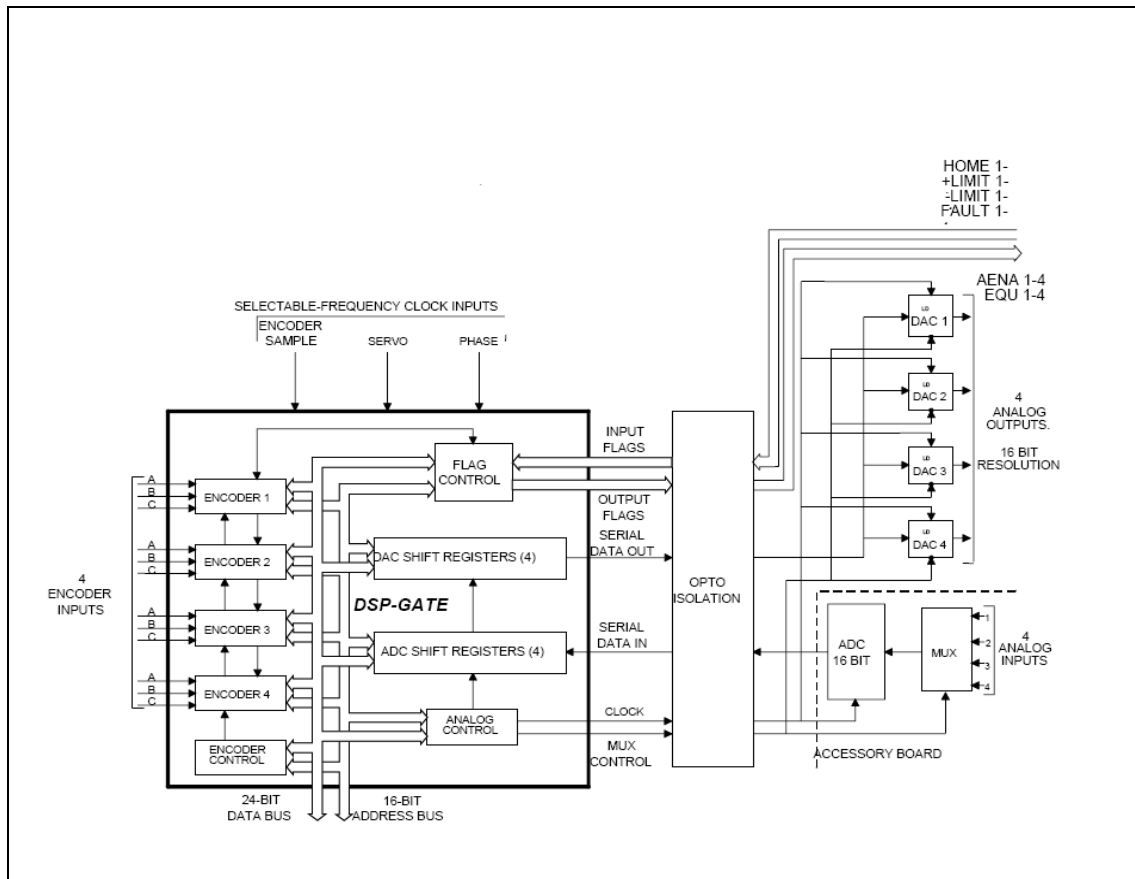 HOME 1-
+LIMIT 1-
-LIMIT 1-
FAULT 1-
AENA 1-4
EQU 1-4
SELECTABLE-FREQUENCY CLOCK INPUTS
ENCODER
SAMPLE
SERVO
PHASE
LD
DAC 1
LD
DAC 2
LD
DAC 3
LD
DAC 4
4
ANALOG
OUTPUTS.
16 BIT
RESOLUTION
INPUT
FLAGS
FLAG
CONTROL
OUTPUT
FLAGS
SERIAL
DATA OUT
A
B
C
ENCODER 1
A
B
C
ENCODER 2
A
B
C
ENCODER 3
A
B
C
ENCODER 4
4
ENCODER
INPUTS
ENCODER
CONTROL
DAC SHIFT REGISTERS (4)
DSP-GATE
ADC SHIFT REGISTERS (4)
ANALOG
CONTROL
OPTO
ISOLATION
SERIAL
DATA IN
CLOCK
MUX
CONTROL
ADC
16 BIT
MUX
1
2
3
4
4
ANALOG
INPUTS
ACCESSORY BOARD
24-BIT
DATA BUS
16-BIT
ADDRESS BUS